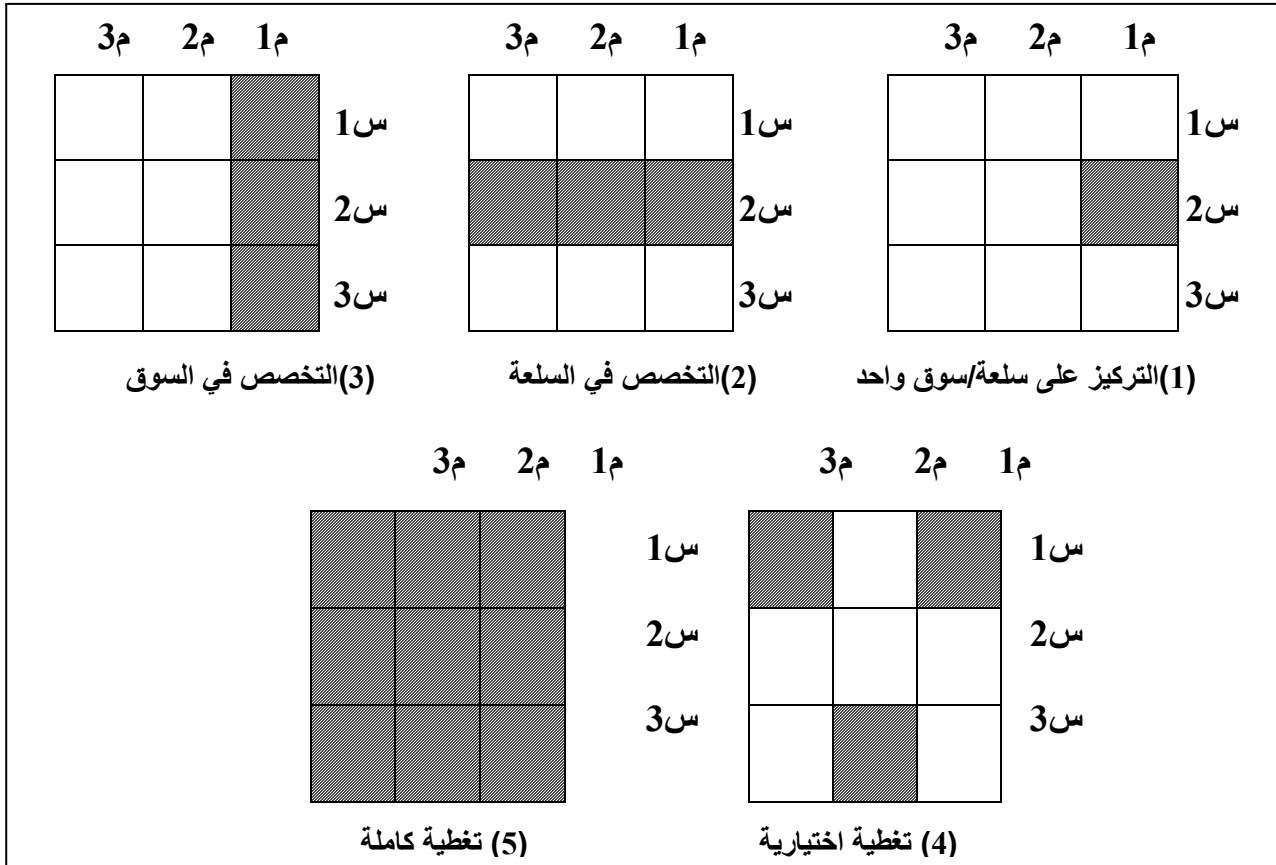 م1 م2 م3
س1
س2
س3
(1)التركيز على سلعة/سوق واحد
م1 م2 م3
س1
س2
س3
(2)التخصص في السلعة
م1 م2 م3
س1
س2
س3
(3)التخصص في السوق
م1 م2 م3
س1
س2
س3
(4) تغطية اختيارية
م1 م2 م3
س1
س2
س3
(5) تغطية كاملة